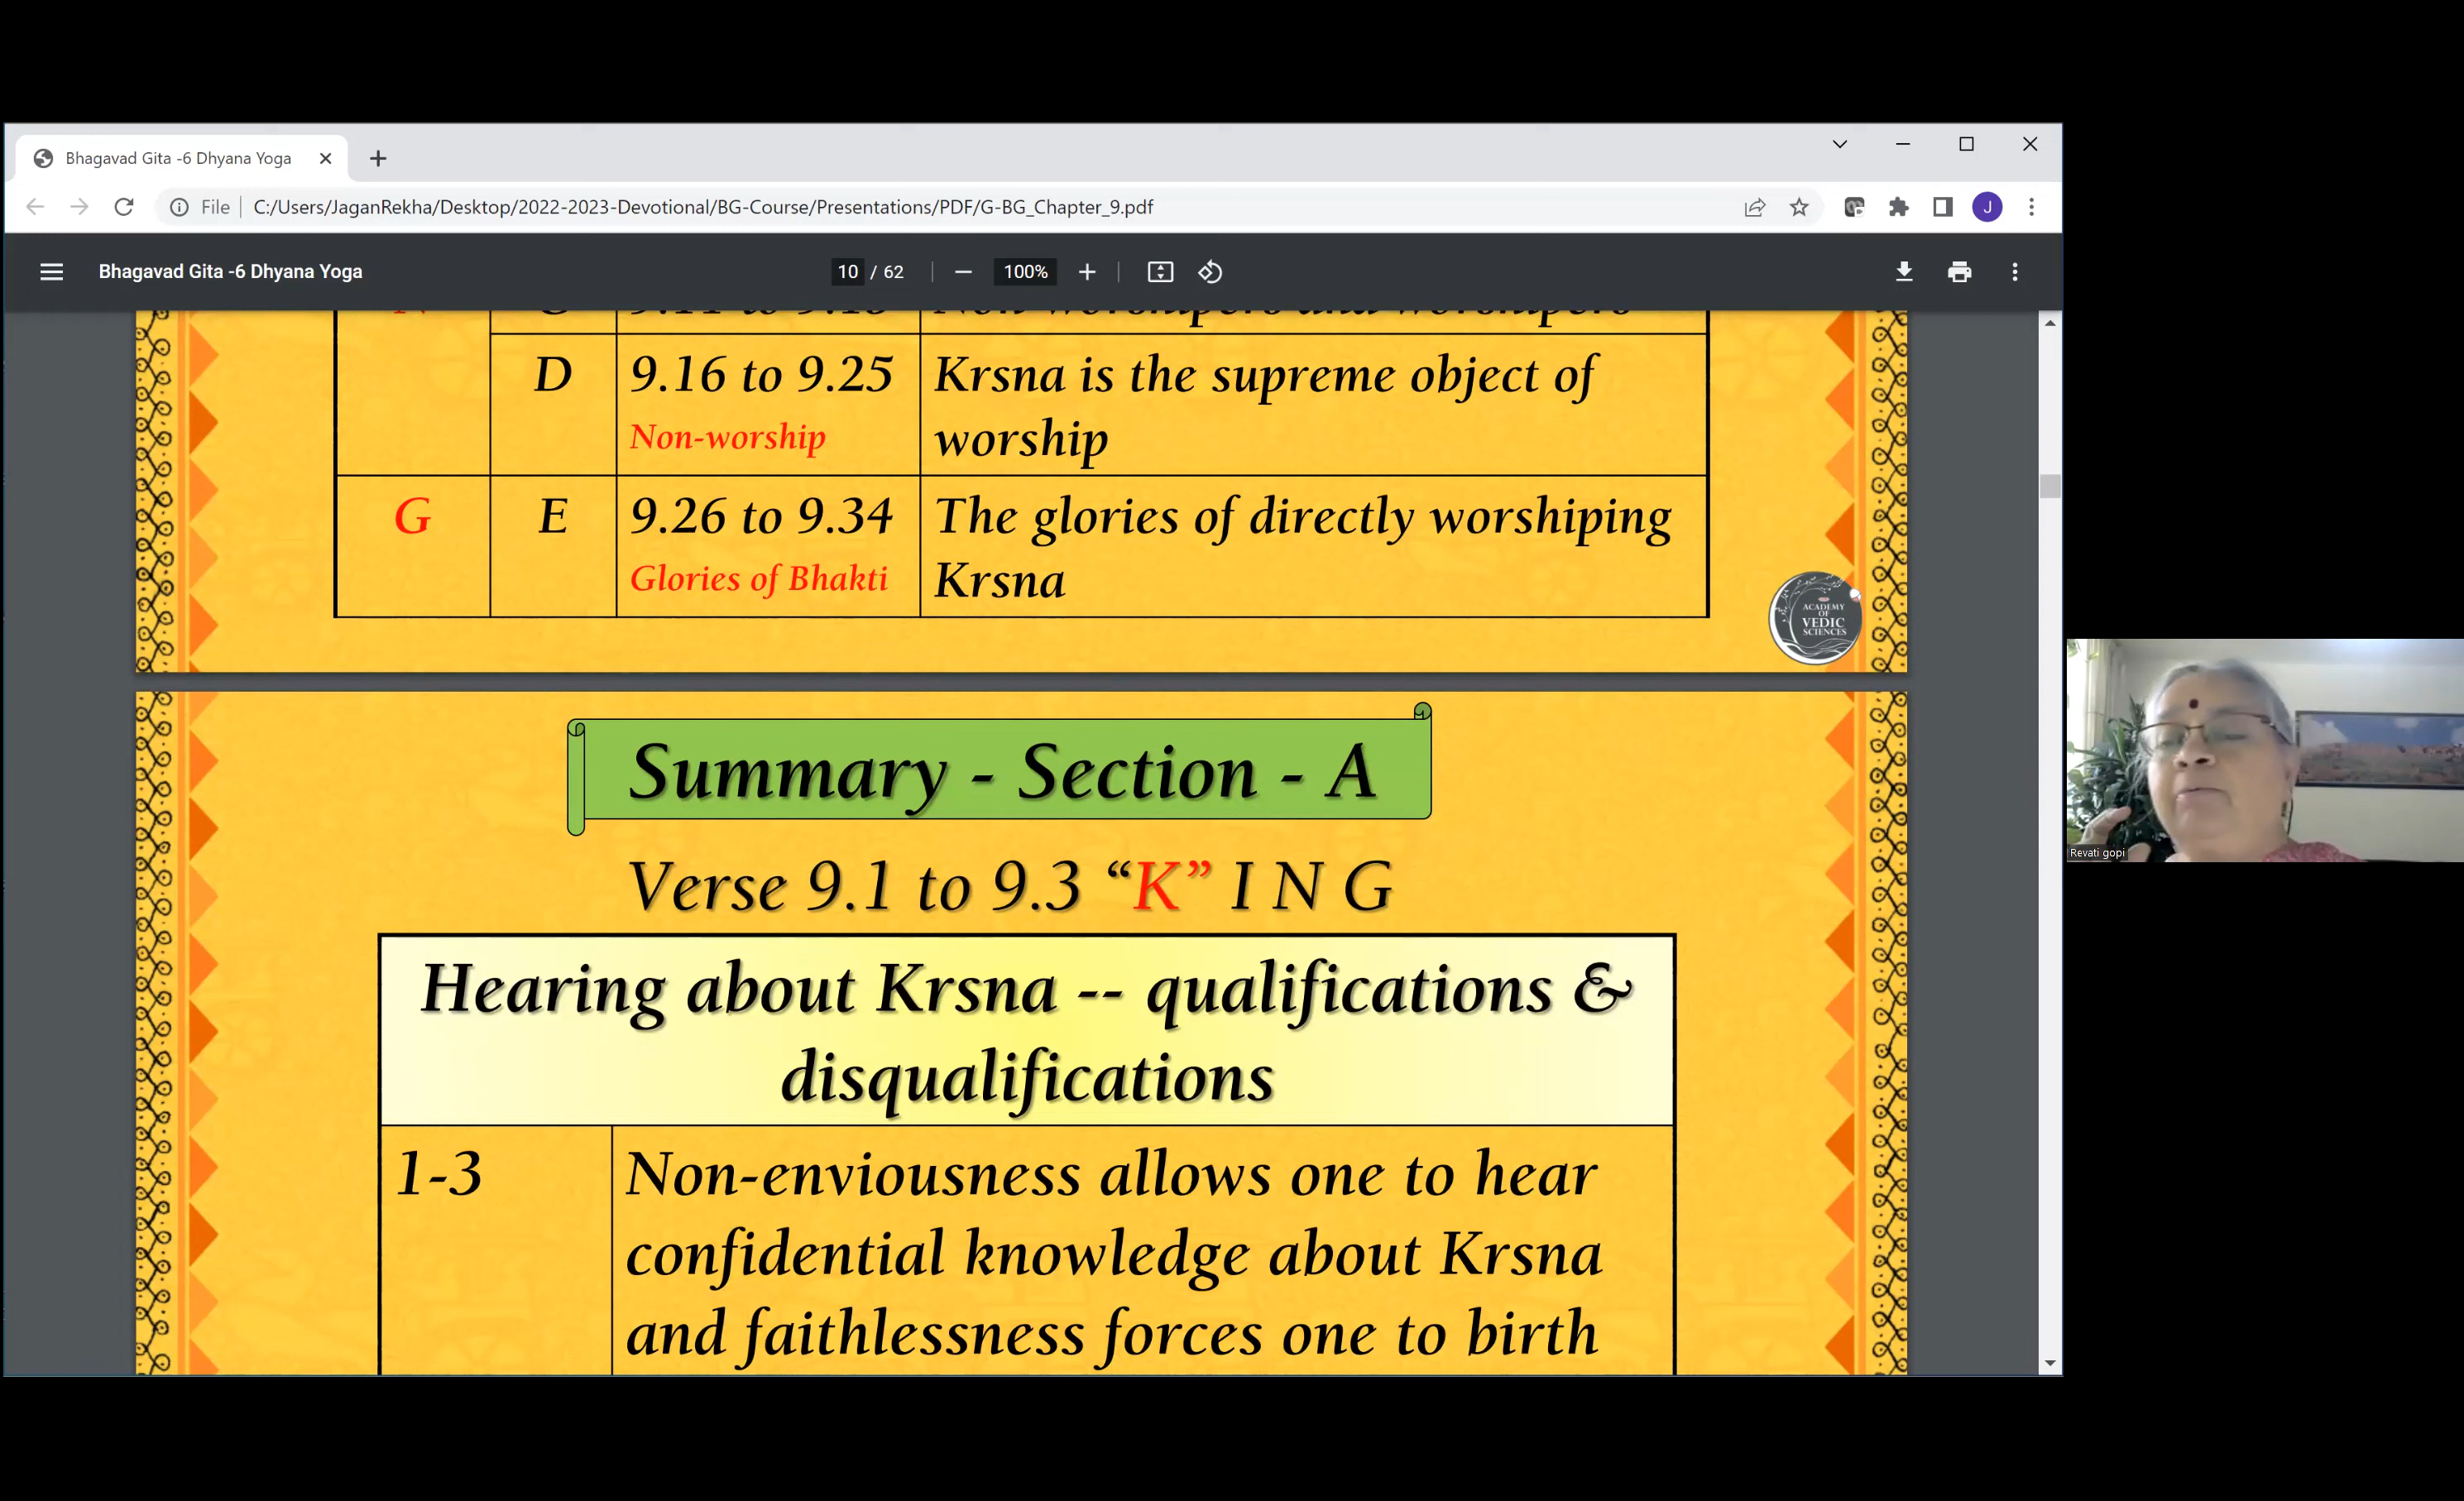 Bhagavad Gita -6 Dhyana Yoga
File
C:/Users/JaganRekha/Desktop/2022-2023-Devotional/BG-Course/Presentations/PDF/G-BG_Chapter_9.pdf
J
Bhagavad Gita -6 Dhyana Yoga
10 / 62
100%
D
9.16 to 9.25
Krsna is the supreme object of
Non-worship
worship
G
E
9.26 to 9.34
The glories of directly worshiping
Glories of Bhakti
Krsna
ACADEMY
OF
VEDIC
SCIENCES
Summary - Section - A
Verse 9.1 to 9.3 “K” I N G
Hearing about Krsna -- qualifications &
disqualifications
1-3
Non-enviousness allows one to hear
confidential knowledge about Krsna
and faithlessness forces one to birth
Revati gopi